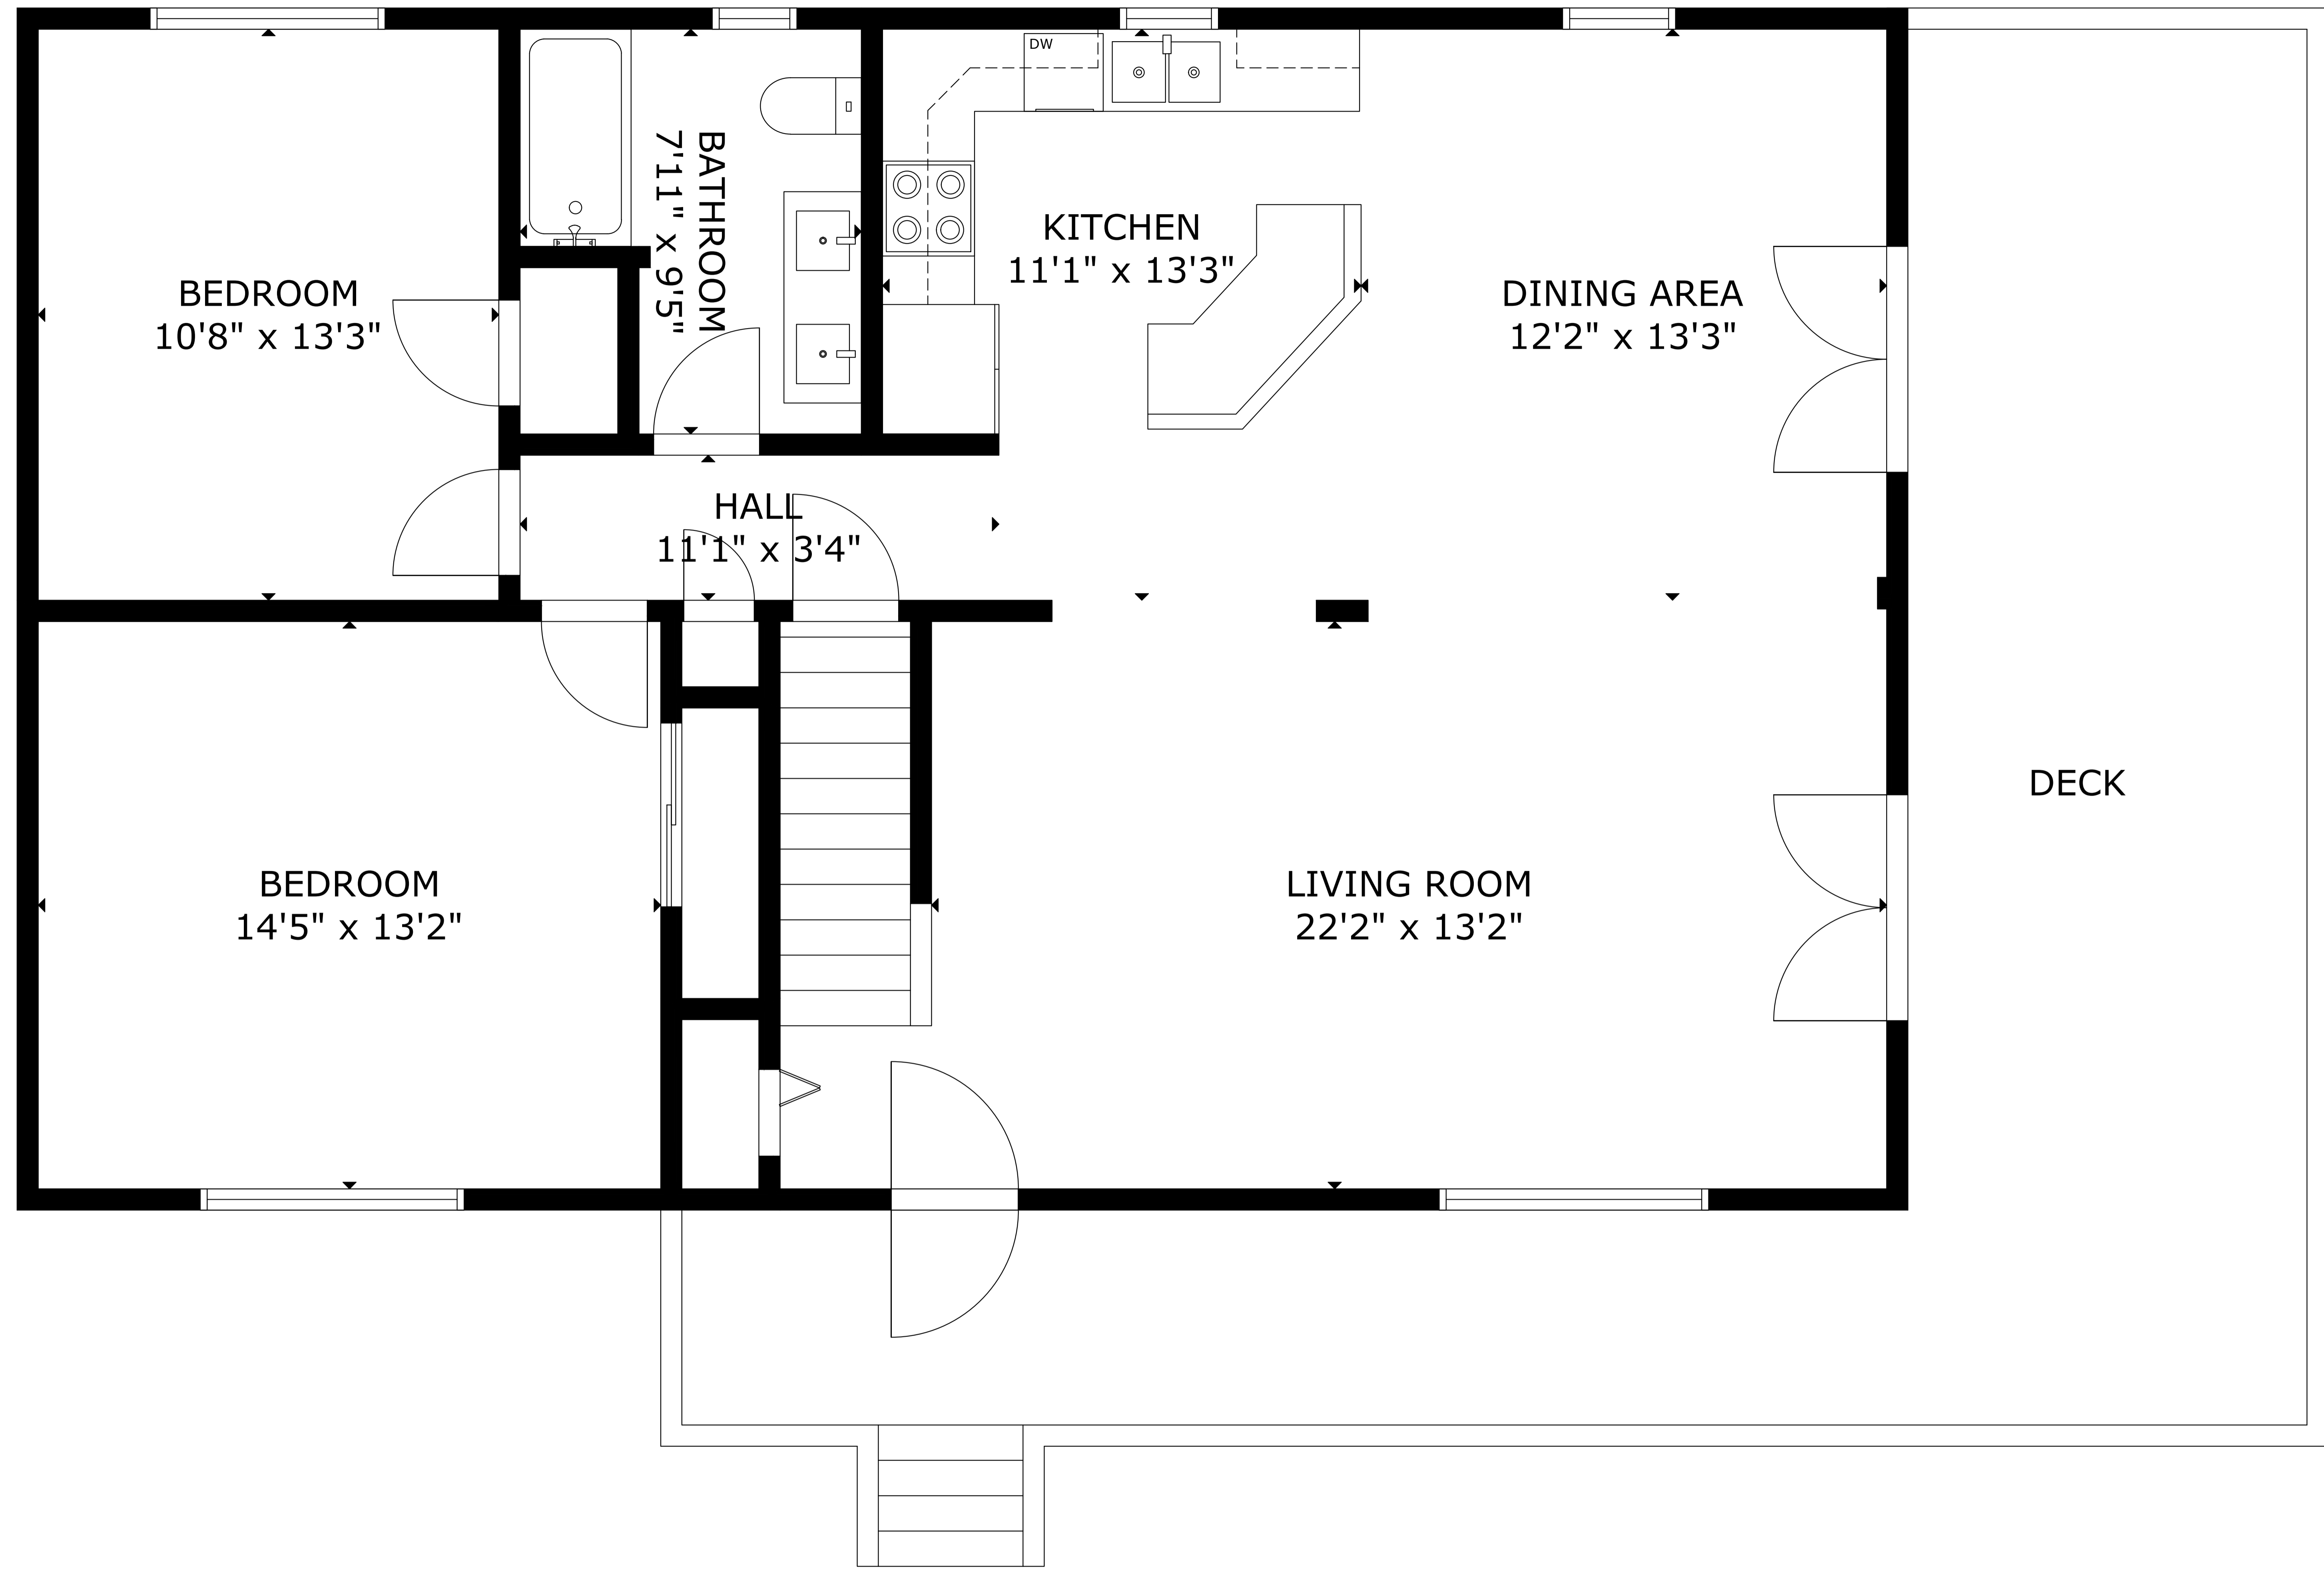 DW
BATHROOM
7'11" x 9'5"
KITCHEN
11'1" x 13'3"
BEDROOM
10'8" x 13'3"
DINING AREA
12'2" x 13'3"
HALL
11'1" x 3'4"
DECK
BEDROOM
14'5" x 13'2"
LIVING ROOM
22'2" x 13'2"